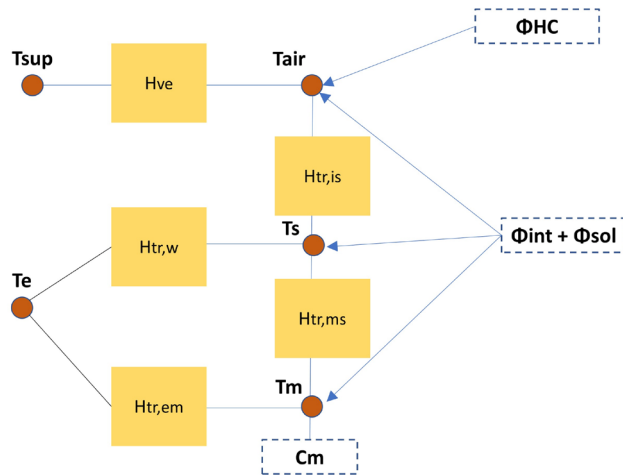 ΦHC
Tsup
Tair
Hve
Htr,is
Ts
Htr,w
Φint + Φsol
Te
Htr,ms
Tm
Htr,em
Cm